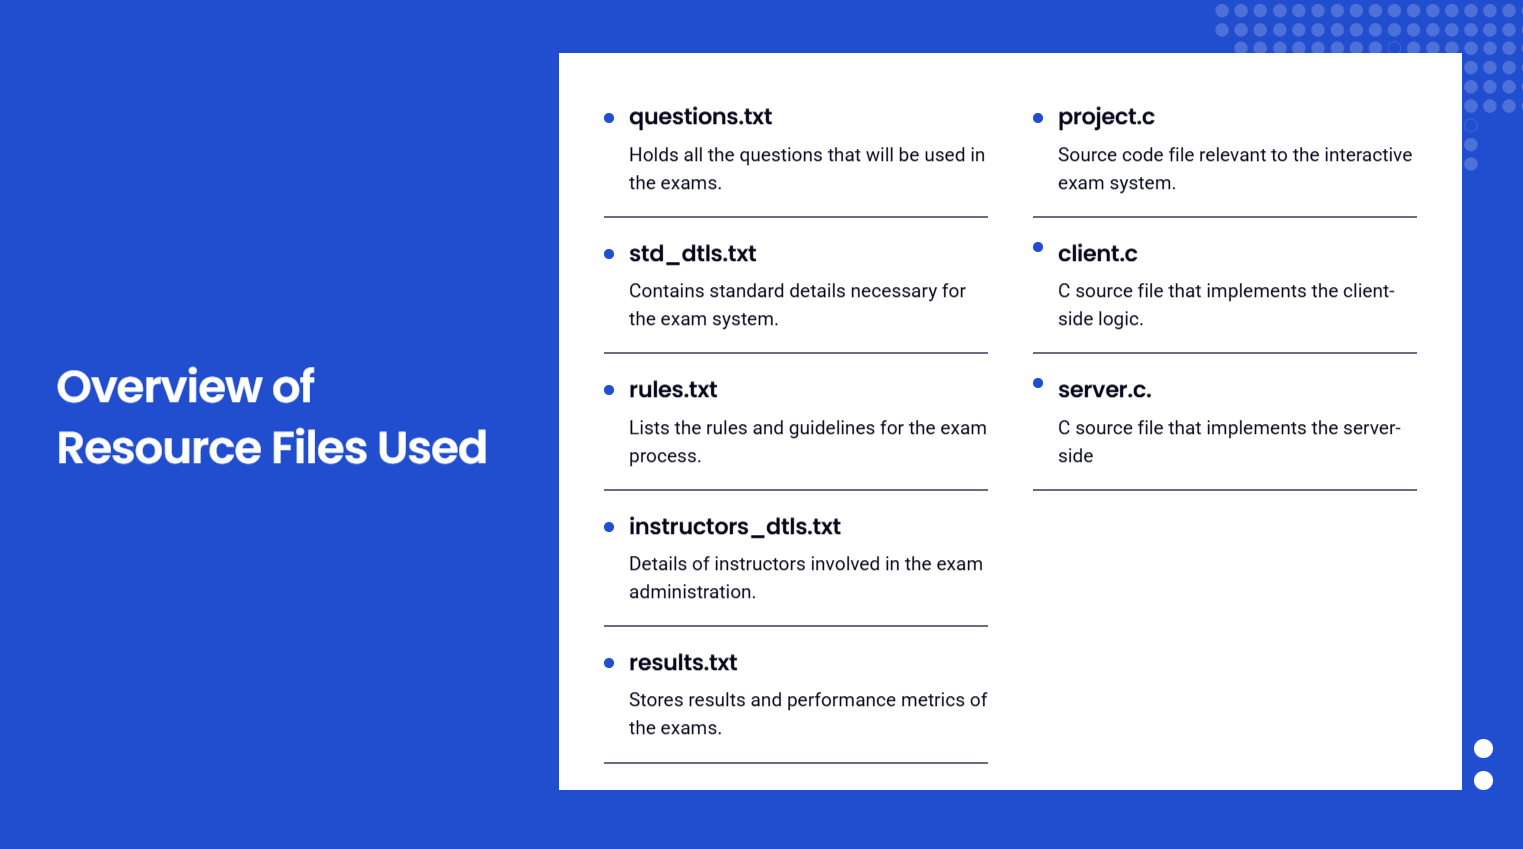 Overview of
Resource Files Used
questions.txt
Holds all the questions that will be used in
the exams.
std_dtls.txt
Contains standard details necessary for
the exam system.
rules.txt
Lists the rules and guidelines for the exam
process.
instructors_dtls.txt
Details of instructors involved in the exam
administration.
results.txt
Stores results and performance metrics of
the exams.
project.c
Source code file relevant to the interactive
exam system.
client.c
C source file that implements the client-
side logic.
server.c.
C source file that implements the server-
side